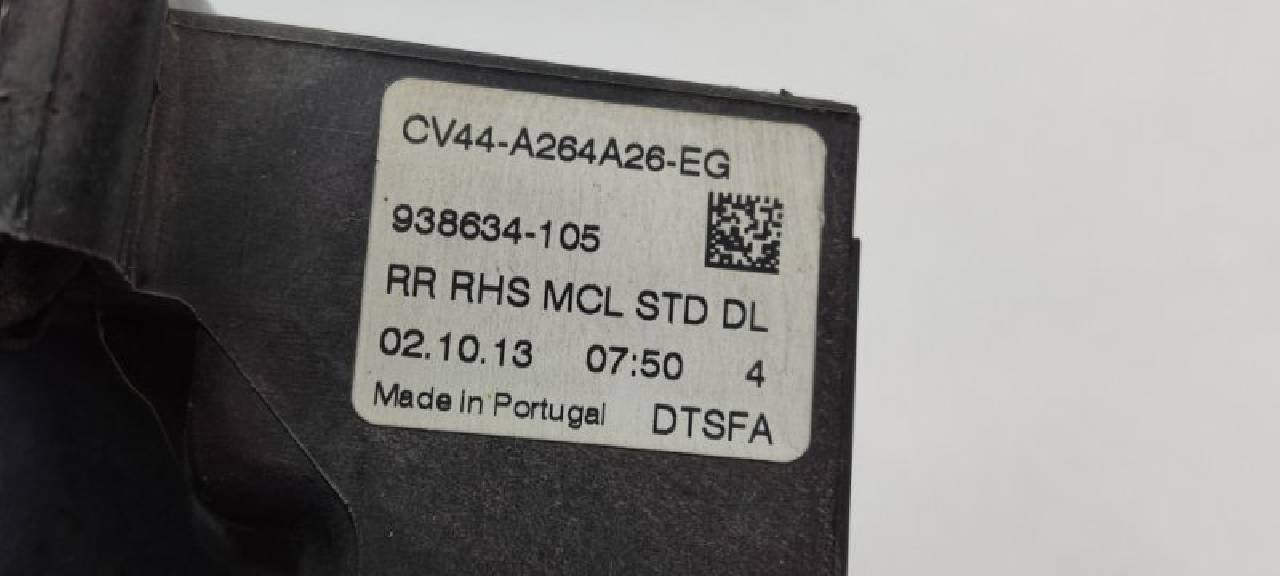 CV44-A264A26-EG
938634-105
RR RHS MCL STD DL
02.10.13 07:50 4
Made in Portugal DTSFA